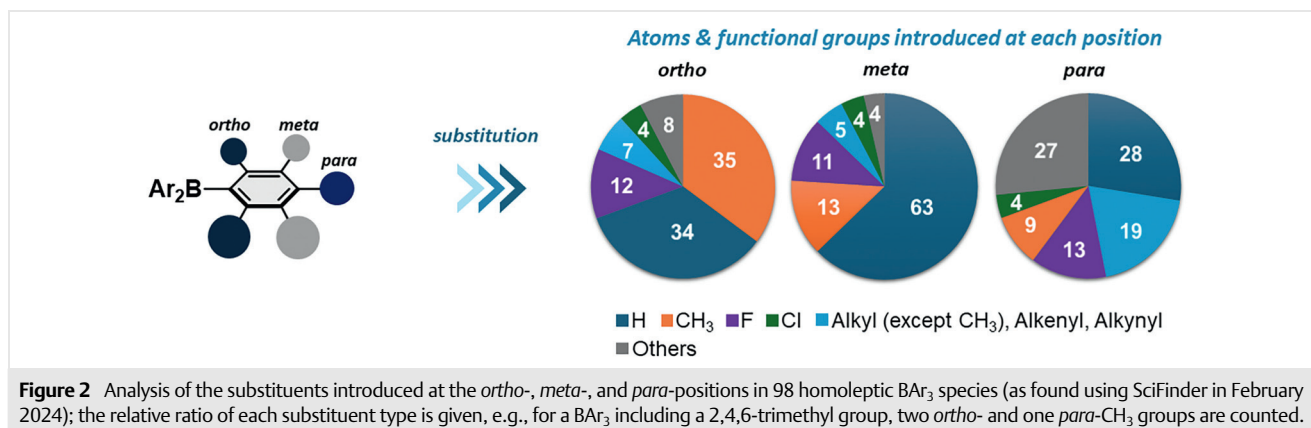 Atoms & functional groups introduced at each position
ortho
meta
para
ortho
meta
para
Ar₂B
substitution
35
34
12
7
4
8
63
13
11
5
4
4
28
19
13
9
4
27
H
CH₃
F
Cl
Alkyl (except CH₃), Alkenyl, Alkynyl
Others
Figure 2 Analysis of the substituents introduced at the ortho-, meta-, and para-positions in 98 homoleptic BAr₃ species (as found using SciFinder in February
2024); the relative ratio of each substituent type is given, e.g., for a BAr₃ including a 2,4,6-trimethyl group, two ortho- and one para-CH₃ groups are counted.